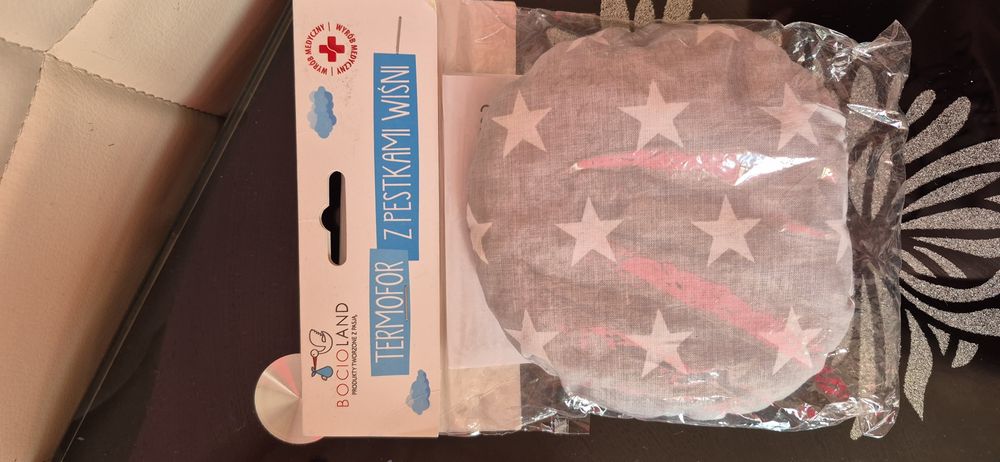 WYRÓB MEDYCZNY | WYRÓB MEDYCZNY |
BOCIOLAND
PRODUKTY TWORZONE Z PASJĄ
TERMOFOR
Z PESTKAMI WIŚNI